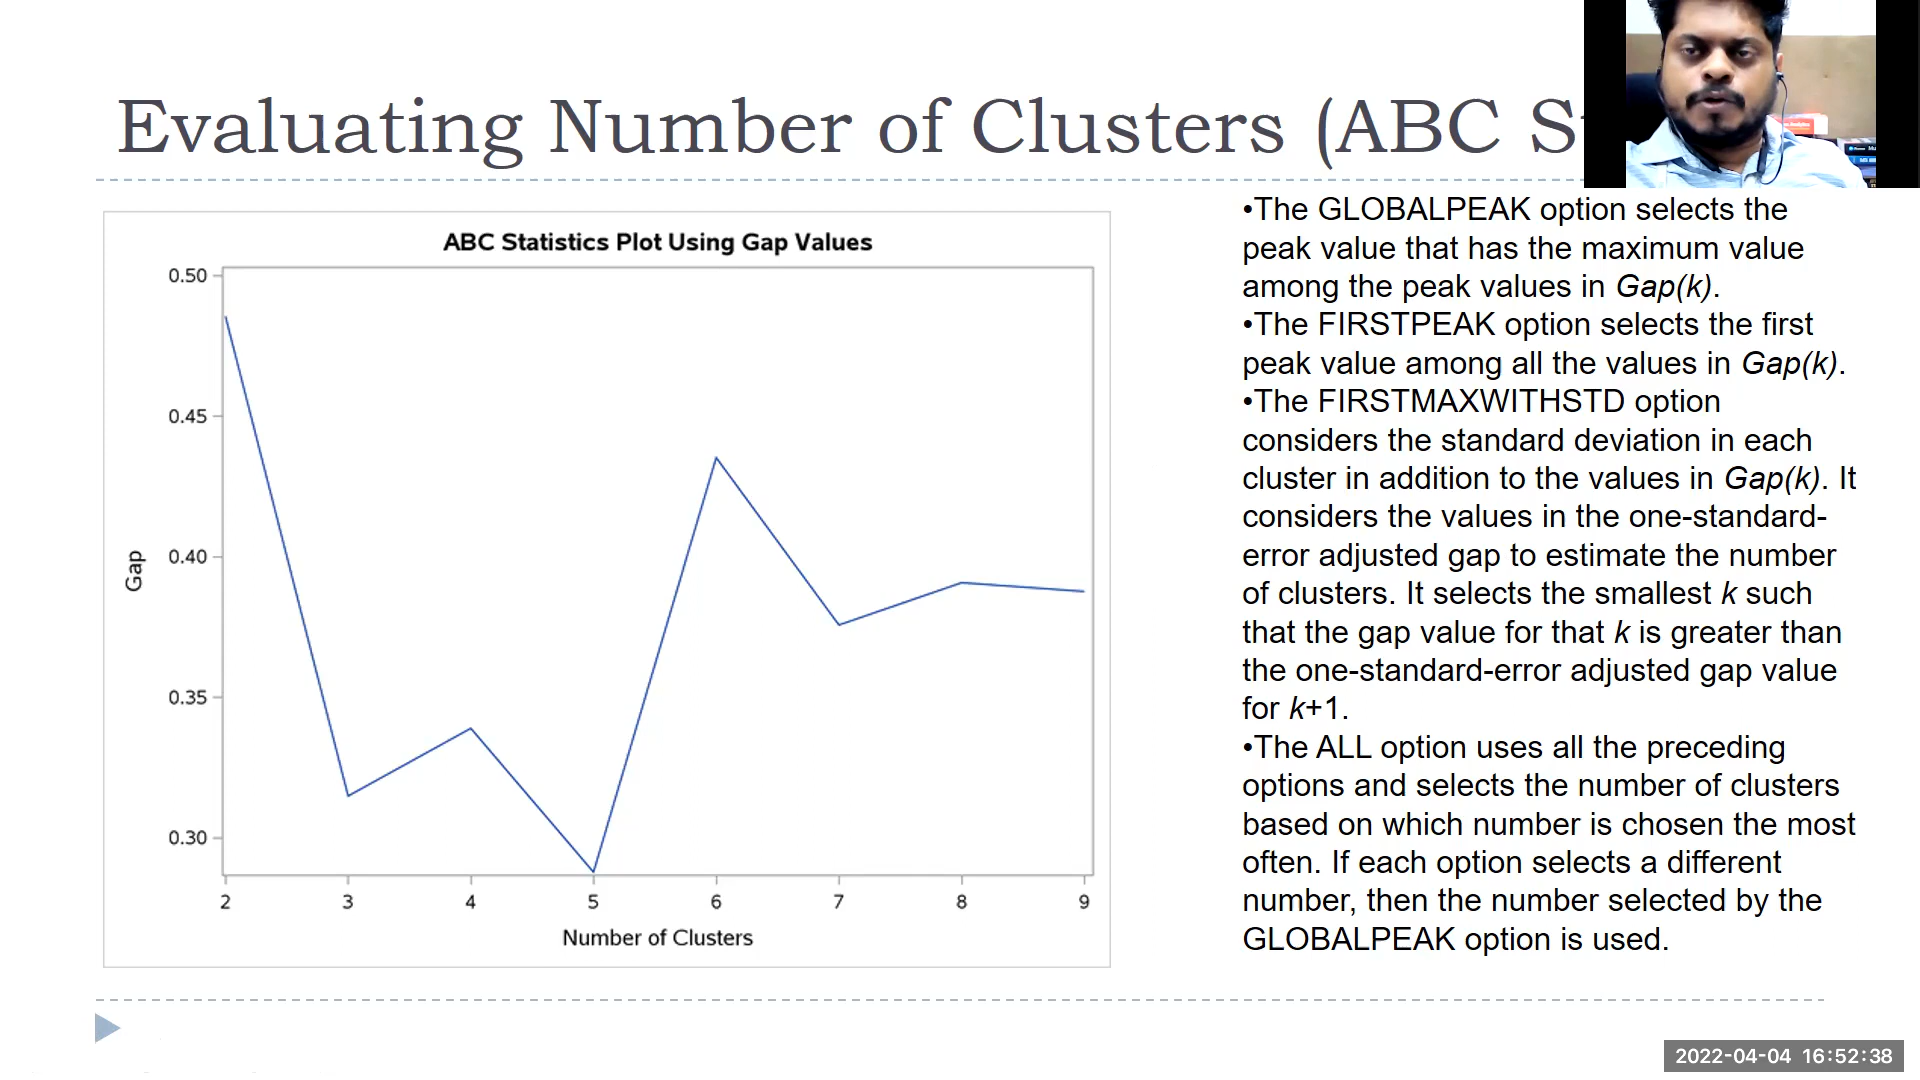 Evaluating Number of Clusters (ABC
ABC Statistics Plot Using Gap Values
0.50
0.45
0.40
0.35
0.30
Gap
2 3 4 5 6 7 8 9
Number of Clusters
•The GLOBALPEAK option selects the
peak value that has the maximum value
among the peak values in Gap(k).
•The FIRSTPEAK option selects the first
peak value among all the values in Gap(k).
•The FIRSTMAXWITHSTD option
considers the standard deviation in each
cluster in addition to the values in Gap(k). It
considers the values in the one-standard-
error adjusted gap to estimate the number
of clusters. It selects the smallest k such
that the gap value for that k is greater than
the one-standard-error adjusted gap value
for k+1.
•The ALL option uses all the preceding
options and selects the number of clusters
based on which number is chosen the most
often. If each option selects a different
number, then the number selected by the
GLOBALPEAK option is used.
2022-04-04 16:52:38